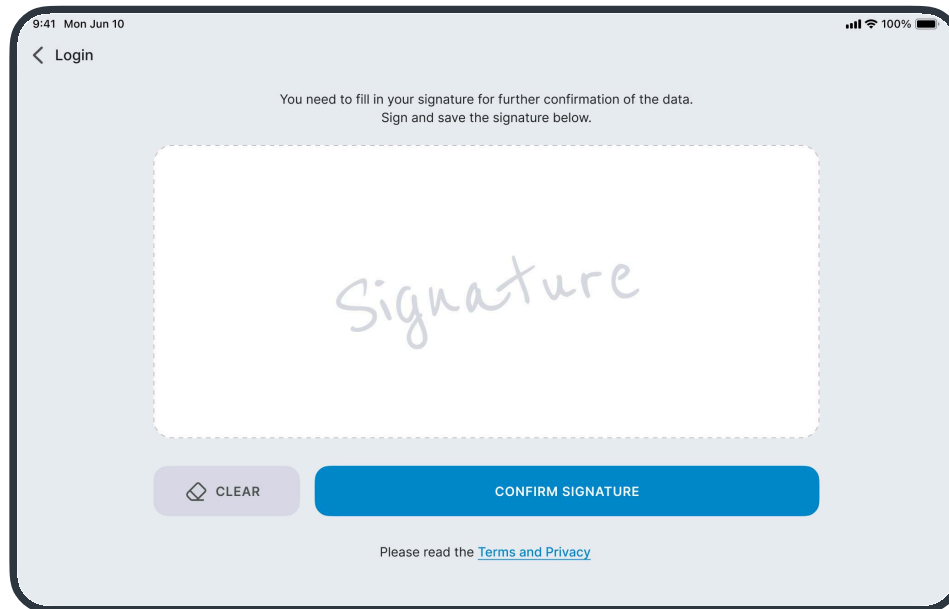 9:41 Mon Jun 10 100%
Login
You need to fill in your signature for further confirmation of the data.
Sign and save the signature below.
Signature
CLEAR CONFIRM SIGNATURE
Please read the Terms and Privacy